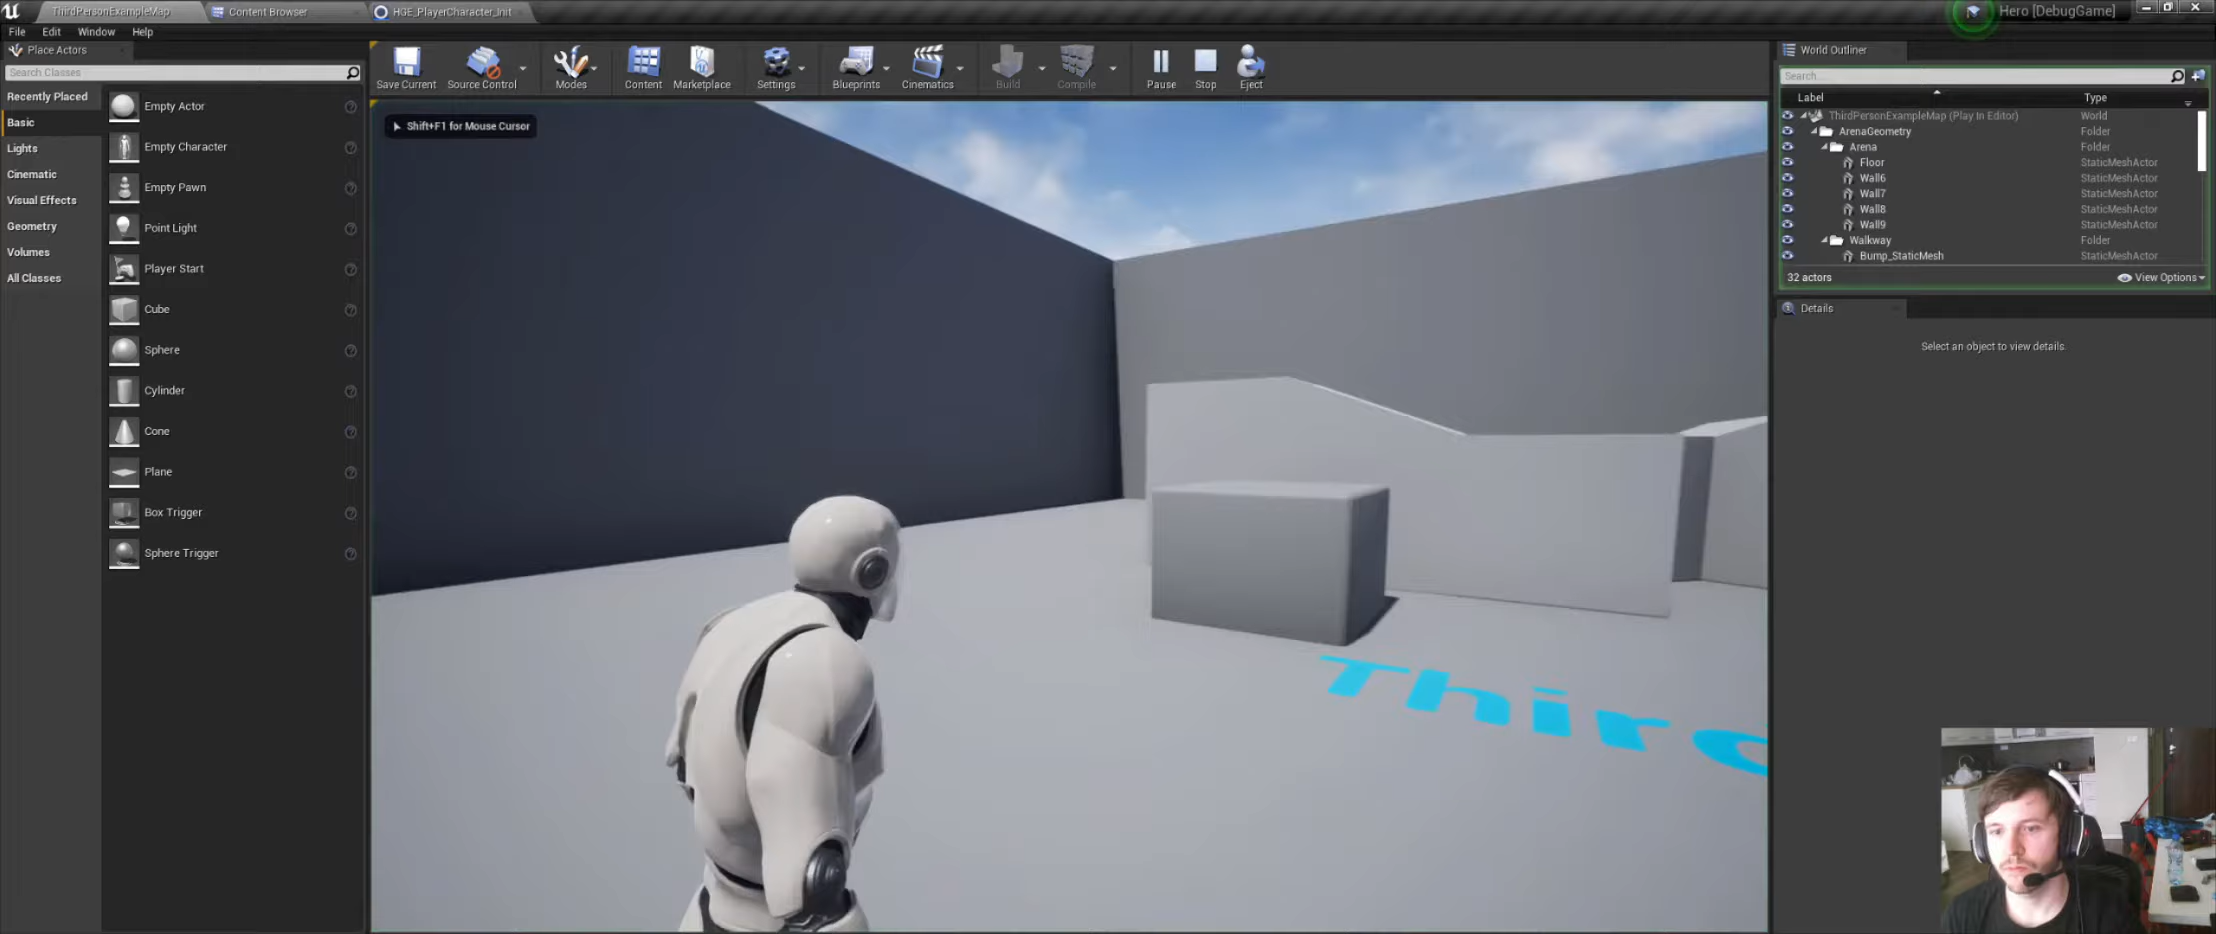 ThirdPersonExampleMap
Content Browser
HGE_PlayerCharacter_Init
Hero [DebugGame]
File Edit Window Help
Place Actors
Search Classes
Recently Placed
Basic
Lights
Cinematic
Visual Effects
Geometry
Volumes
All Classes
Empty Actor
Empty Character
Empty Pawn
Point Light
Player Start
Cube
Sphere
Cylinder
Cone
Plane
Box Trigger
Sphere Trigger
Save Current
Source Control
Modes
Content
Marketplace
Settings
Blueprints
Cinematics
Build
Compile
Pause
Stop
Eject
Shift+F1 for Mouse Cursor
Third
World Outliner
Search...
Label Type
ThirdPersonExampleMap (Play In Editor) World
ArenaGeometry Folder
Arena Folder
Floor StaticMeshActor
Wall6 StaticMeshActor
Wall7 StaticMeshActor
Wall8 StaticMeshActor
Wall9 StaticMeshActor
Walkway Folder
Bump_StaticMesh StaticMeshActor
32 actors
View Options
Details
Select an object to view details.